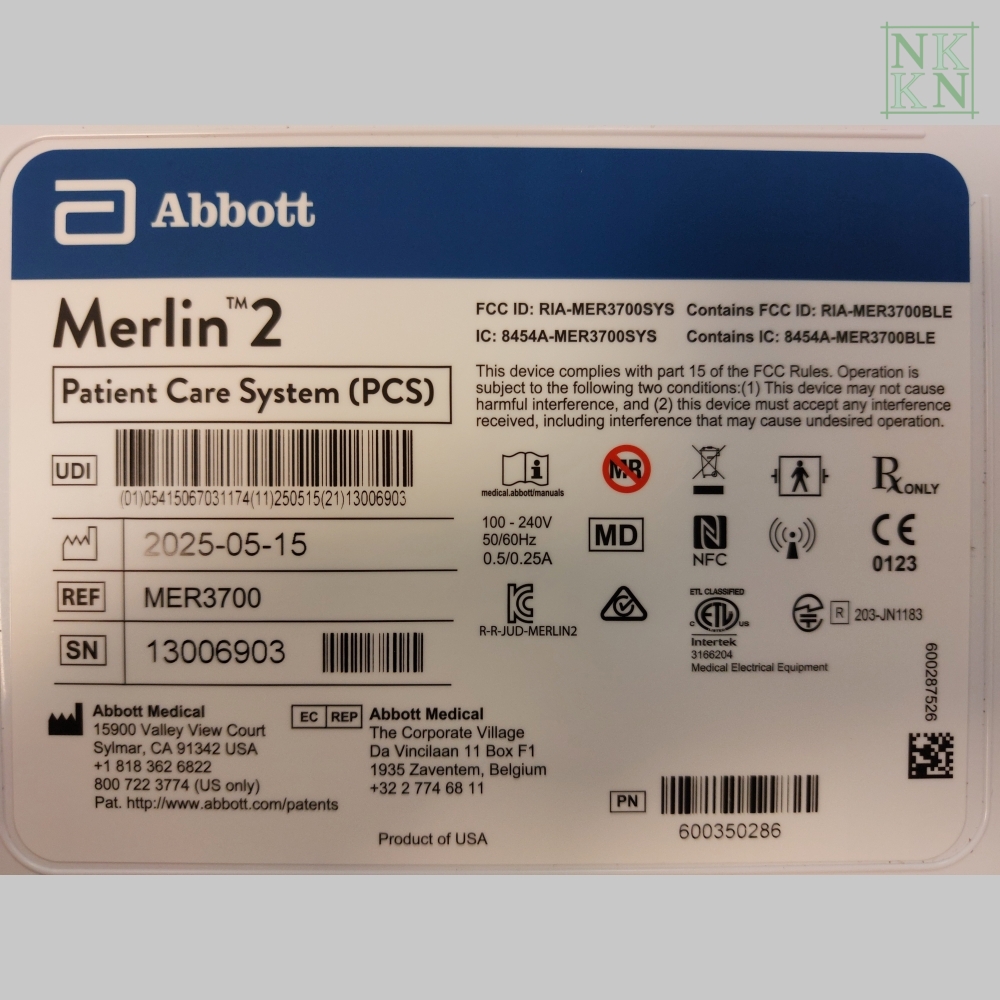 NK
KN
Abbott
Merlin™2
Patient Care System (PCS)
UDI
(01)05415067031174(11)250515(21)13006903
2025-05-15
REF
MER3700
SN
13006903
FCC ID: RIA-MER3700SYS Contains FCC ID: RIA-MER3700BLE
IC: 8454A-MER3700SYS Contains IC: 8454A-MER3700BLE
This device complies with part 15 of the FCC Rules. Operation is
subject to the following two conditions:(1) This device may not cause
harmful interference, and (2) this device must accept any interference
received, including interference that may cause undesired operation.
medical.abbott/manuals
MR
Rx ONLY
100 - 240V
50/60Hz
0.5/0.25A
MD
NFC
CE
0123
R-R-JUD-MERLIN2
ETL CLASSIFIED
C ETL US
Intertek
3166204
Medical Electrical Equipment
R 203-JN1183
600287526
Abbott Medical
15900 Valley View Court
Sylmar, CA 91342 USA
+1 818 362 6822
800 722 3774 (US only)
Pat. http://www.abbott.com/patents
EC REP
Abbott Medical
The Corporate Village
Da Vincilaan 11 Box F1
1935 Zaventem, Belgium
+32 2 774 68 11
PN
600350286
Product of USA